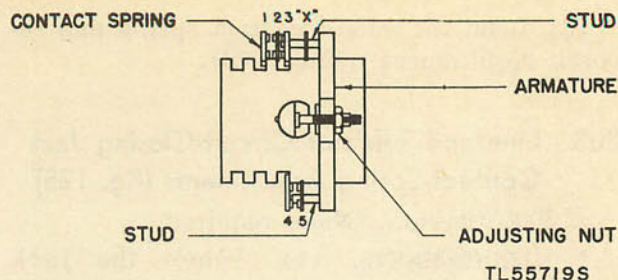 CONTACT SPRING
1 2 3 "X"
STUD
ARMATURE
4 5
STUD
ADJUSTING NUT
TL55719S